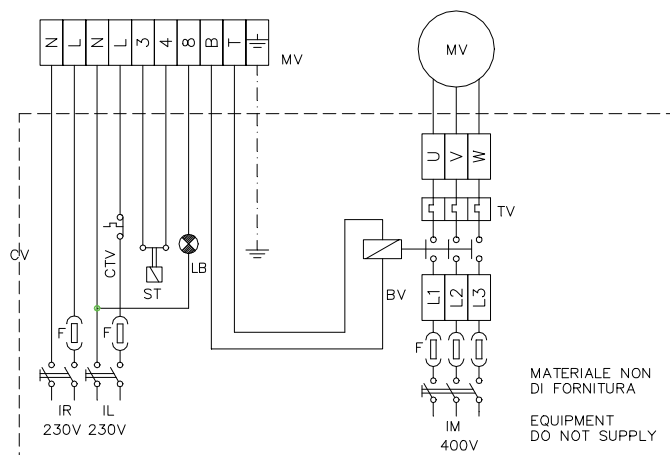 N L N L 3 4 8 B T
MV
MV
U V W
TV
CV
CTV
ST
LB
BV
L1 L2 L3
F
F
F
IR
230V
IL
230V
IM
400V
MATERIALE NON
DI FORNITURA
EQUIPMENT
DO NOT SUPPLY